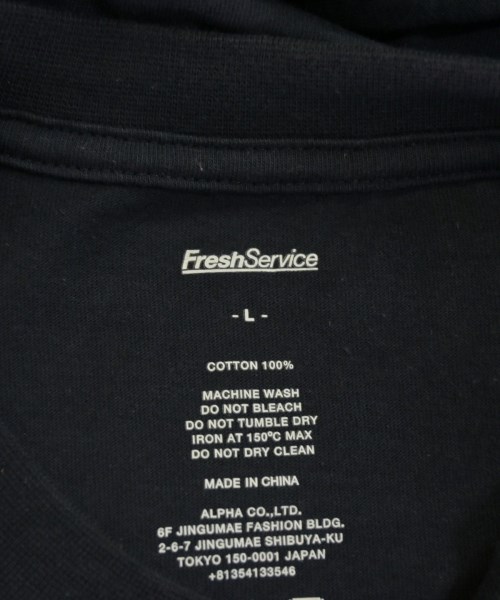 FreshService
- L -
COTTON 100%
MACHINE WASH
DO NOT BLEACH
DO NOT TUMBLE DRY
IRON AT 150°C MAX
DO NOT DRY CLEAN
MADE IN CHINA
ALPHA CO.,LTD.
6F JINGUMAE FASHION BLDG.
2-6-7 JINGUMAE SHIBUYA-KU
TOKYO 150-0001 JAPAN
+81354133546